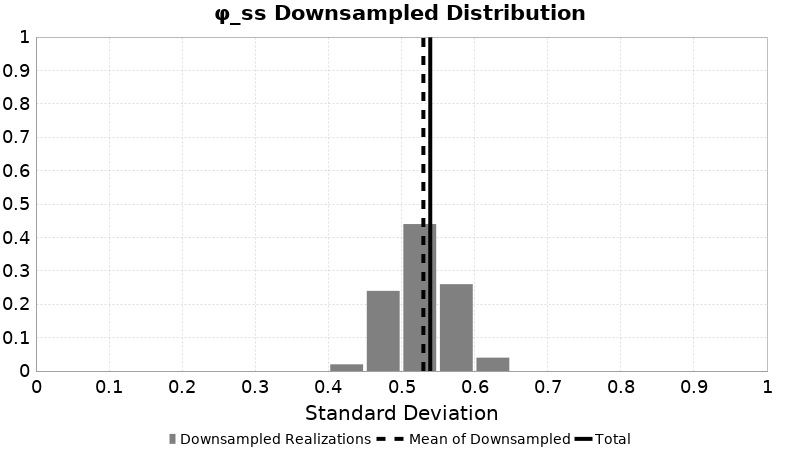 φ_ss Downsampled Distribution
1
0.9
0.8
0.7
0.6
0.5
0.4
0.3
0.2
0.1
0
0 0.1 0.2 0.3 0.4 0.5 0.6 0.7 0.8 0.9 1
Standard Deviation
Downsampled Realizations Mean of Downsampled Total